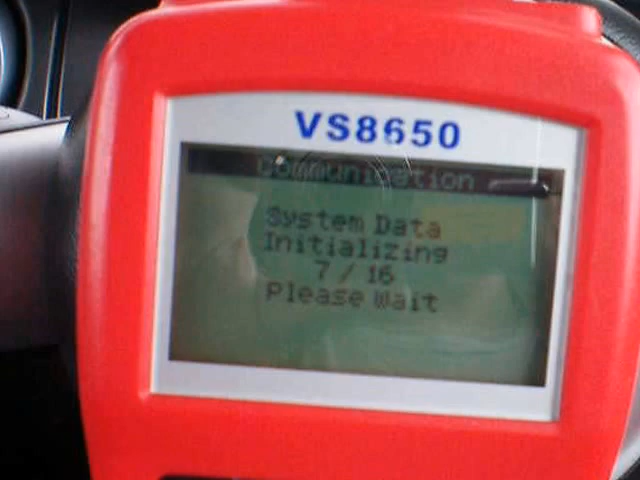 VS8650
Communication
System Data
Initializing
7 / 16
Please Wait